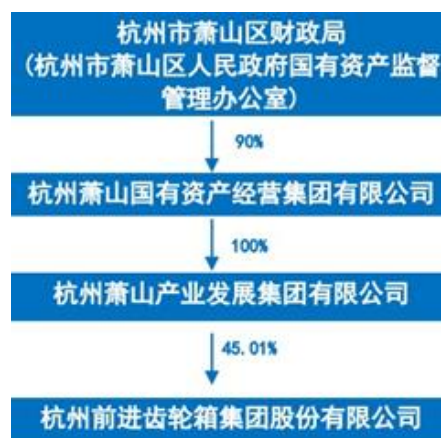 杭州市萧山区财政局
(杭州市萧山区人民政府国有资产监督
管理办公室)
90%
杭州萧山国有资产经营集团有限公司
100%
杭州萧山产业发展集团有限公司
45.01%
杭州前进齿轮箱集团股份有限公司